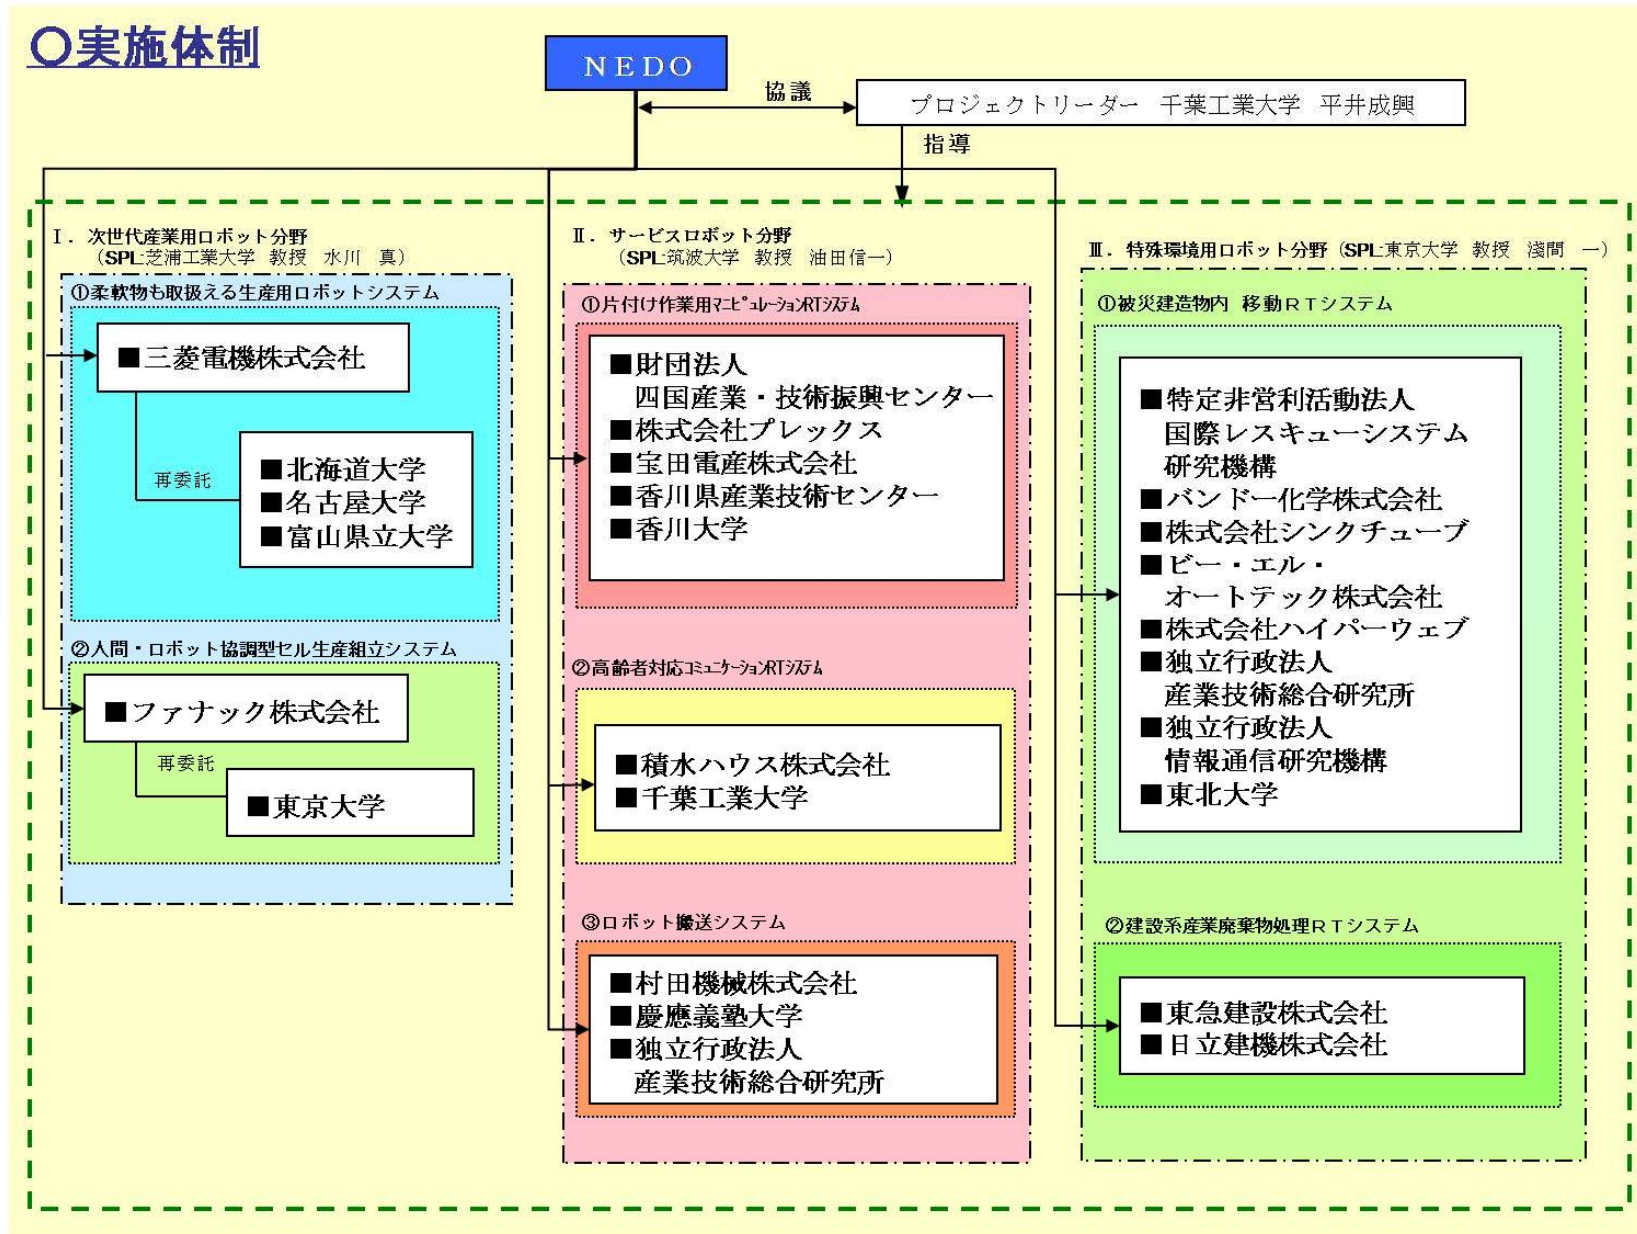 〇実施体制
ＮＥＤＯ
協議
プロジェクトリーダー　千葉工業大学　平井成興
指導
Ⅰ．次世代産業用ロボット分野
（SPL:芝浦工業大学　教授　水川　真）
①柔軟物も取扱える生産用ロボットシステム
■三菱電機株式会社
再委託
■北海道大学
■名古屋大学
■富山県立大学
②人間・ロボット協調型セル生産組立システム
■ファナック株式会社
再委託
■東京大学
Ⅱ．サービスロボット分野
（SPL:筑波大学　教授　油田信一）
①片付け作業用ﾏﾆﾋﾟｭﾚｰｼｮﾝRTｼｽﾃﾑ
■財団法人
四国産業・技術振興センター
■株式会社プレックス
■宝田電産株式会社
■香川県産業技術センター
■香川大学
②高齢者対応ｺﾐｭﾆｹｰｼｮﾝRTｼｽﾃﾑ
■積水ハウス株式会社
■千葉工業大学
③ロボット搬送システム
■村田機械株式会社
■慶應義塾大学
■独立行政法人
産業技術総合研究所
Ⅲ．特殊環境用ロボット分野（SPL:東京大学　教授　淺間　一）
①被災建造物内　移動ＲＴシステム
■特定非営利活動法人
国際レスキューシステム
研究機構
■バンドー化学株式会社
■株式会社シンクチューブ
■ビー・エル・
オートテック株式会社
■株式会社ハイパーウェブ
■独立行政法人
産業技術総合研究所
■独立行政法人
情報通信研究機構
■東北大学
②建設系産業廃棄物処理ＲＴシステム
■東急建設株式会社
■日立建機株式会社